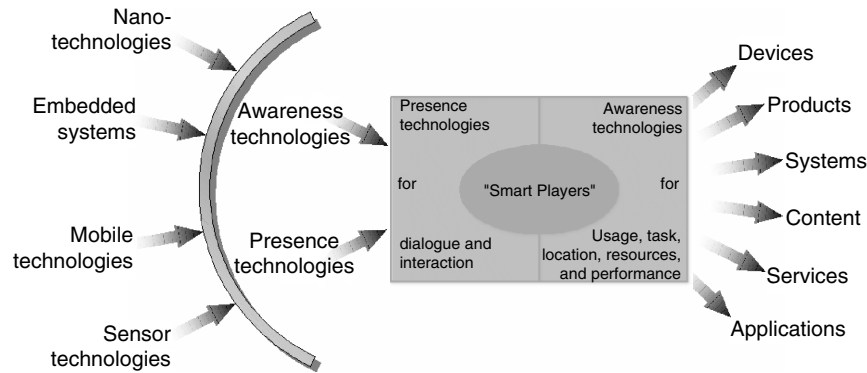 Nano-
technologies
Embedded
systems
Mobile
technologies
Sensor
technologies
Awareness
technologies
Presence
technologies
Presence
technologies
for
dialogue and
interaction
"Smart Players"
Awareness
technologies
for
Usage, task,
location, resources,
and performance
Devices
Products
Systems
Content
Services
Applications